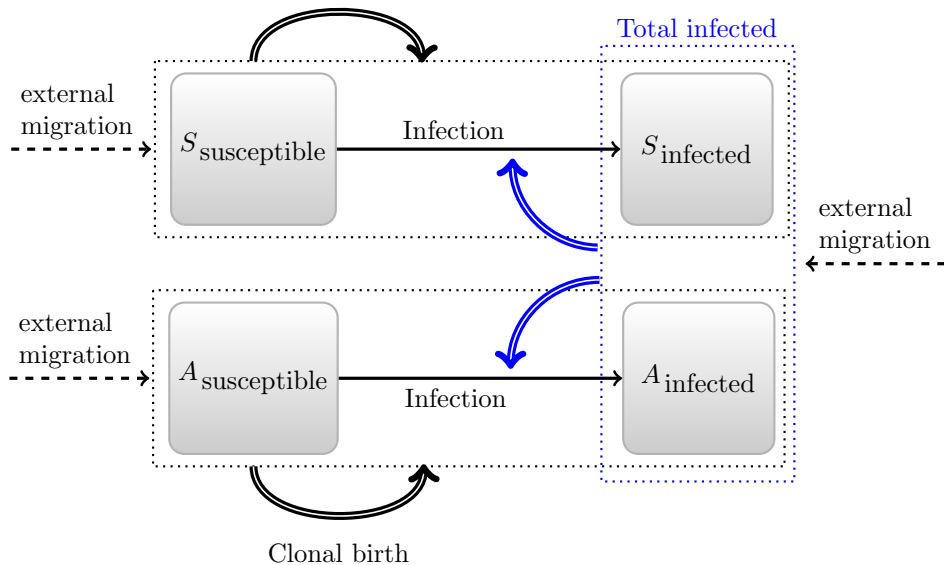 Total infected
external
migration
S susceptible
Infection
S infected
external
migration
external
migration
A susceptible
Infection
A infected
Clonal birth